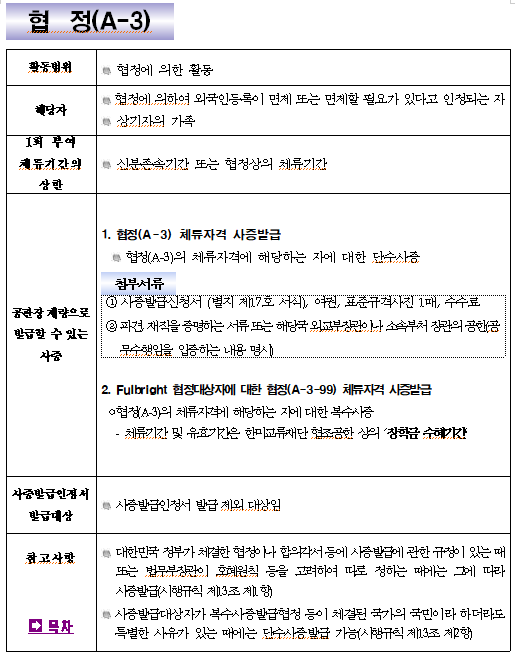 협 정(A-3)
활동범위
협정에 의한 활동
해당자
협정에 의하여 외국인등록이 면제 또는 면제할 필요가 있다고 인정되는 자
상기자의 가족
1회 부여
체류기간의
상한
신분존속기간 또는 협정상의 체류기간
공관장 재량으로
발급할 수 있는
사증
1. 협정(A-3) 체류자격 사증발급
협정(A-3)의 체류자격에 해당하는 자에 대한 단수사증
첨부서류
① 사증발급신청서 (별지 제17호 서식), 여권, 표준규격사진 1매, 수수료
② 파견, 재직을 증명하는 서류 또는 해당국 외교부장관이나 소속부처 장관의 공한(공
무수행임을 입증하는 내용 명시)
2. Fulbright 협정대상자에 대한 협정(A-3-99) 체류자격 사증발급
○협정(A-3)의 체류자격에 해당하는 자에 대한 복수사증
- 체류기간 및 유효기간은 한미교류재단 협조공한 상의 '장학금 수혜기간
사증발급인정서
발급대상
사증발급인정서 발급 제외 대상임
참고사항
대한민국 정부가 체결한 협정이나 합의각서 등에 사증발급에 관한 규정이 있는 때
또는 법무부장관이 호혜원칙 등을 고려하여 따로 정하는 때에는 그에 따라
사증발급(시행규칙 제13조 제1항)
사증발급대상자가 복수사증발급협정 등이 체결된 국가의 국민이라 하더라도
특별한 사유가 있는 때에는 단수사증발급 가능(시행규칙 제13조 제2항)
목차